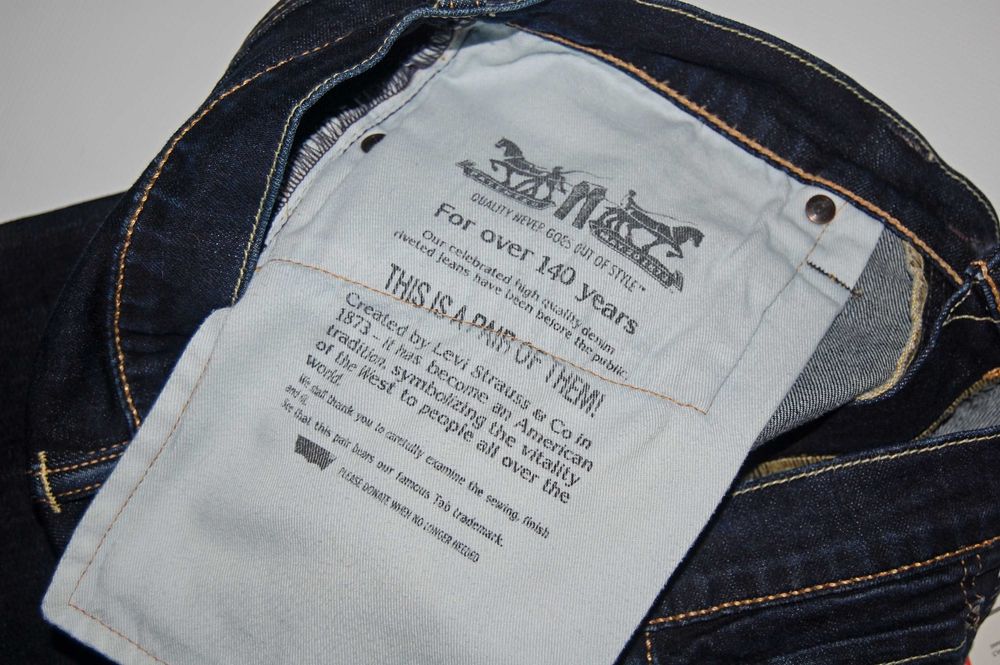 QUALITY NEVER GOES OUT OF STYLE™
For over 140 years
Our celebrated high quality denim
riveted jeans have been before the public.
THIS IS A PAIR OF THEM!
Created by Levi Strauss & Co in
1873 - it has become an American
tradition, symbolizing the vitality
of the West to people all over the
world.
We shall thank you to carefully examine the sewing, finish
and fit.
See that this pair bears our famous Tab trademark.
PLEASE DONATE WHEN NO LONGER NEEDED